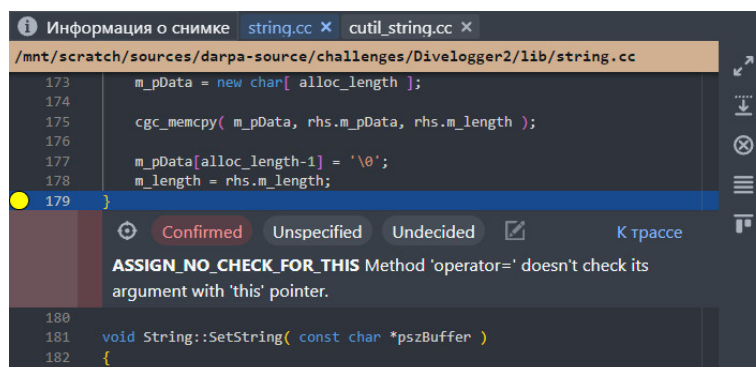 Информация о снимке string.cc × cutil_string.cc ×
/mnt/scratch/sources/darpa-source/challenges/Divelogger2/lib/string.cc
173 m_pData = new char[ alloc_length ];
174
175 cgc_memcpy( m_pData, rhs.m_pData, rhs.m_length );
176
177 m_pData[alloc_length-1] = '\0';
178 m_length = rhs.m_length;
179 }
Confirmed Unspecified Undecided К трассе
ASSIGN_NO_CHECK_FOR_THIS Method 'operator=' doesn't check its
argument with 'this' pointer.
180
181 void String::SetString( const char *pszBuffer )
182 {